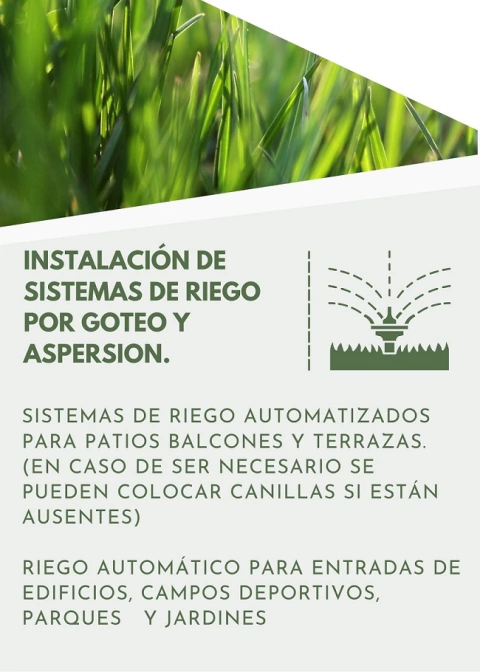 INSTALACIÓN DE
SISTEMAS DE RIEGO
POR GOTEO Y
ASPERSION.
SISTEMAS DE RIEGO AUTOMATIZADOS
PARA PATIOS BALCONES Y TERRAZAS.
(EN CASO DE SER NECESARIO SE
PUEDEN COLOCAR CANILLAS SI ESTÁN
AUSENTES)
RIEGO AUTOMÁTICO PARA ENTRADAS DE
EDIFICIOS, CAMPOS DEPORTIVOS,
PARQUES Y JARDINES